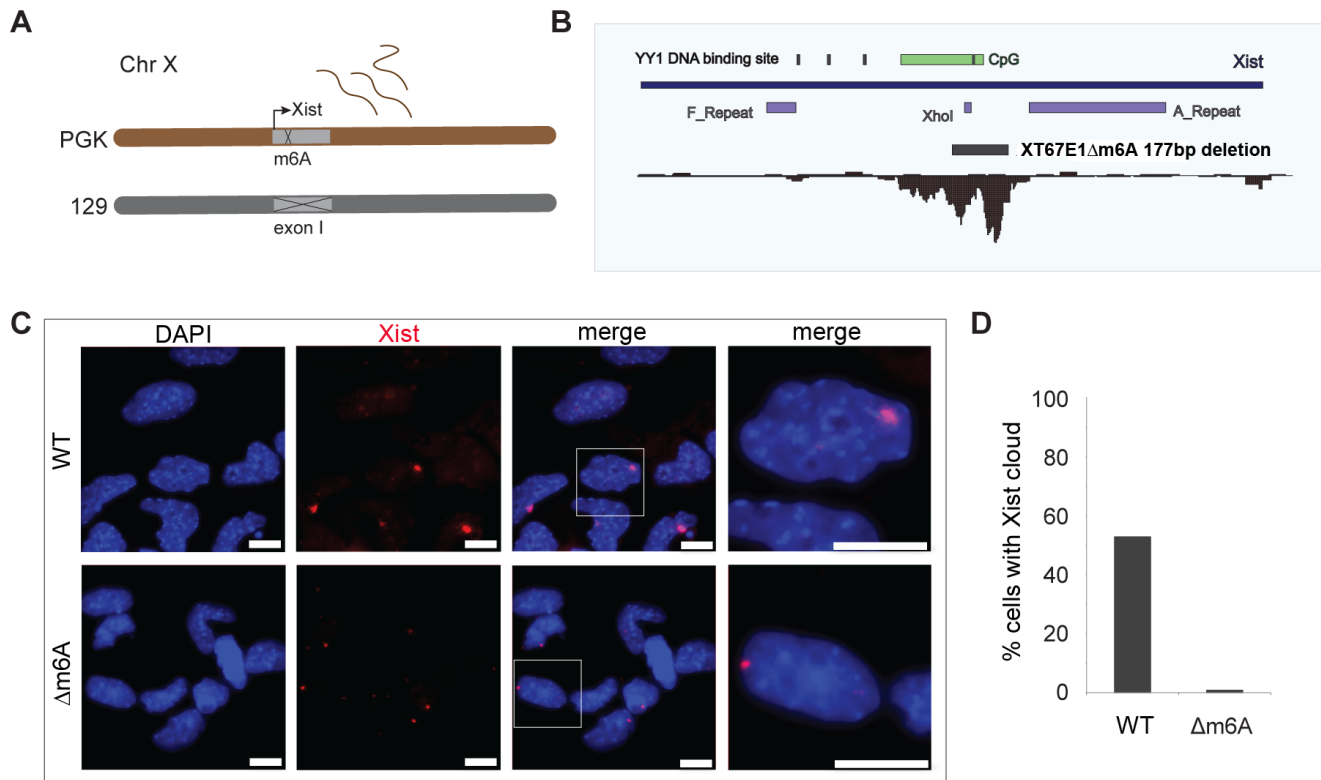 A
Chr X
Xist
PGK
m6A
129
exon I
B
YY1 DNA binding site
CpG
Xist
F_Repeat
XhoI
A_Repeat
XT67E1Δm6A 177bp deletion
C
DAPI
Xist
merge
merge
WT
Δm6A
D
% cells with Xist cloud
100
80
60
40
20
0
WT
Δm6A